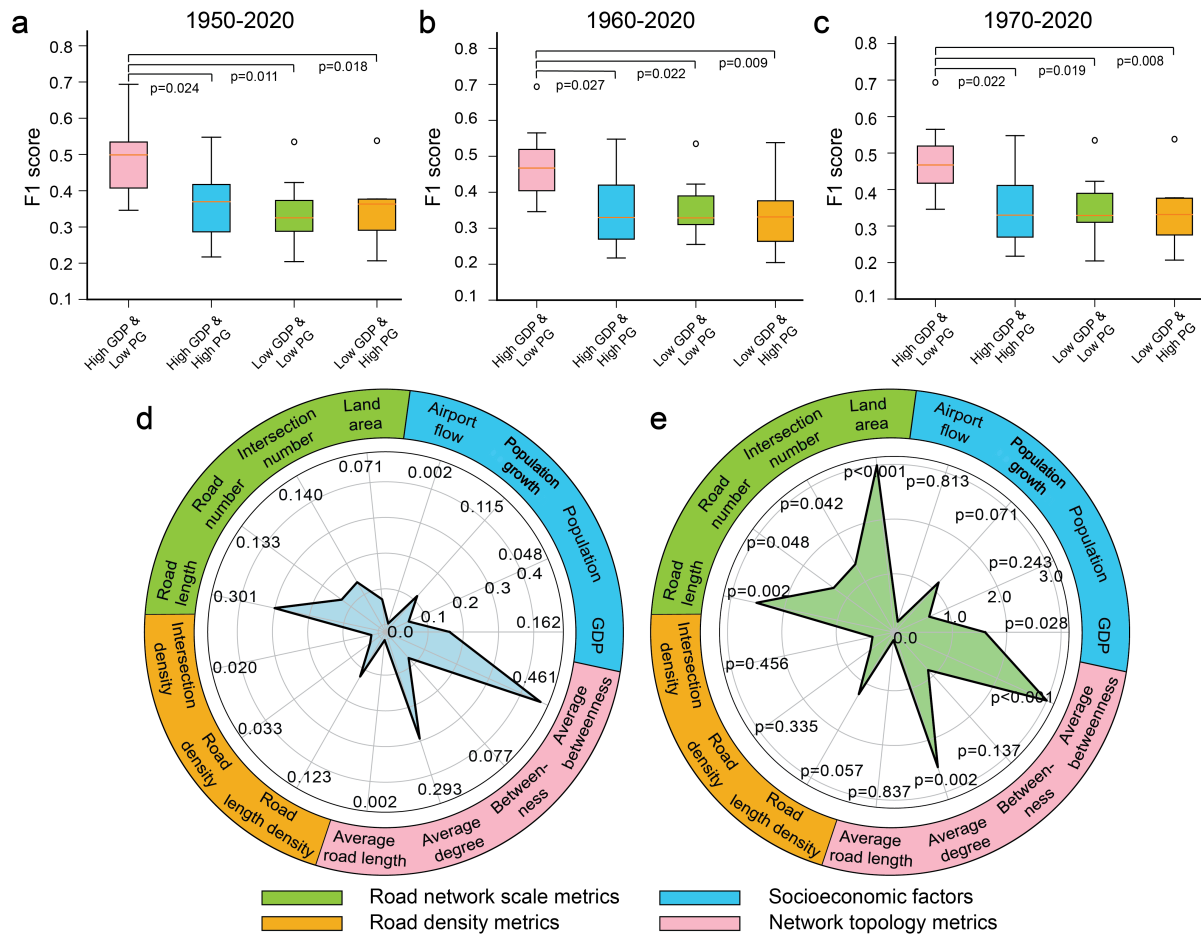 a
1950-2020
b
1960-2020
c
1970-2020
F1 score
0.8
0.7
0.6
0.5
0.4
0.3
0.2
0.1
p=0.024
p=0.011
p=0.018
High GDP &
Low PG
High GDP &
High PG
Low GDP &
Low PG
Low GDP &
High PG
F1 score
0.8
0.7
0.6
0.5
0.4
0.3
0.2
0.1
p=0.027
p=0.022
p=0.009
High GDP &
Low PG
High GDP &
High PG
Low GDP &
Low PG
Low GDP &
High PG
F1 score
0.8
0.7
0.6
0.5
0.4
0.3
0.2
0.1
p=0.022
p=0.019
p=0.008
High GDP &
Low PG
High GDP &
High PG
Low GDP &
Low PG
Low GDP &
High PG
d
Land
area
Airport
flow
Population
growth
Population
GDP
Average
betweenness
Between-
ness
Average
degree
Average
road length
Road
length density
Road
density
Intersection
density
Road
length
Road
number
Intersection
number
0.071
0.002
0.115
0.048
0.162
0.461
0.077
0.293
0.002
0.123
0.033
0.020
0.301
0.133
0.140
0.0
0.1
0.2
0.3
0.4
e
Land
area
Airport
flow
Population
growth
Population
GDP
Average
betweenness
Between-
ness
Average
degree
Average
road length
Road
length density
Road
density
Intersection
density
Road
length
Road
number
Intersection
number
p<0.001
p=0.813
p=0.071
p=0.243
p=0.028
p<0.001
p=0.137
p=0.002
p=0.837
p=0.057
p=0.335
p=0.456
p=0.002
p=0.048
p=0.042
0.0
1.0
2.0
3.0
Road network scale metrics
Socioeconomic factors
Road density metrics
Network topology metrics